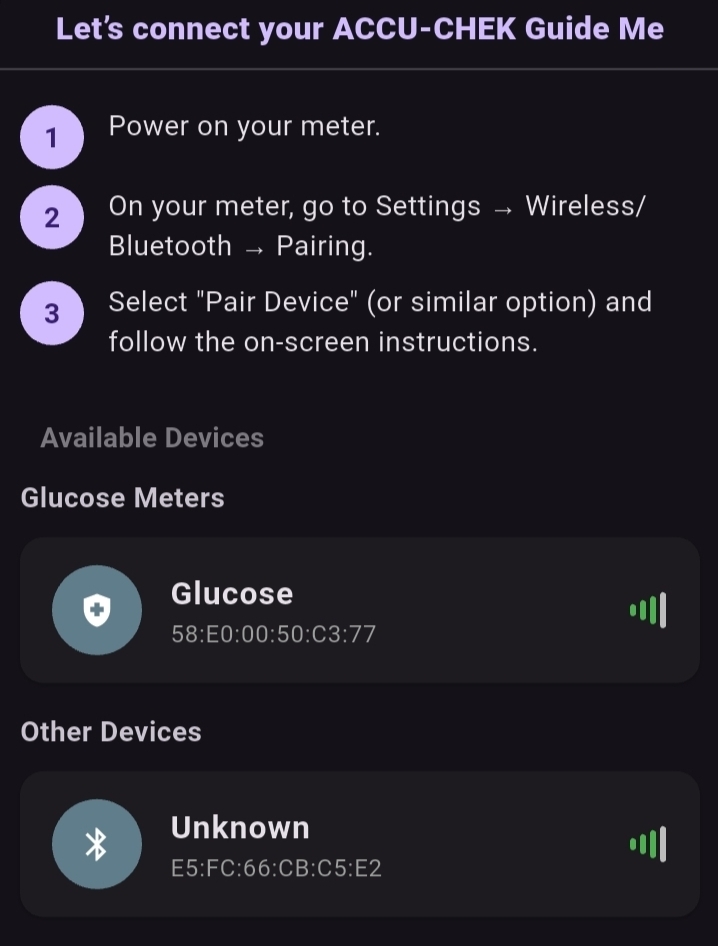 Let’s connect your ACCU-CHEK Guide Me
1
Power on your meter.
2
On your meter, go to Settings → Wireless/
Bluetooth → Pairing.
3
Select "Pair Device" (or similar option) and
follow the on-screen instructions.
Available Devices
Glucose Meters
Glucose
58:E0:00:50:C3:77
Other Devices
Unknown
E5:FC:66:CB:C5:E2